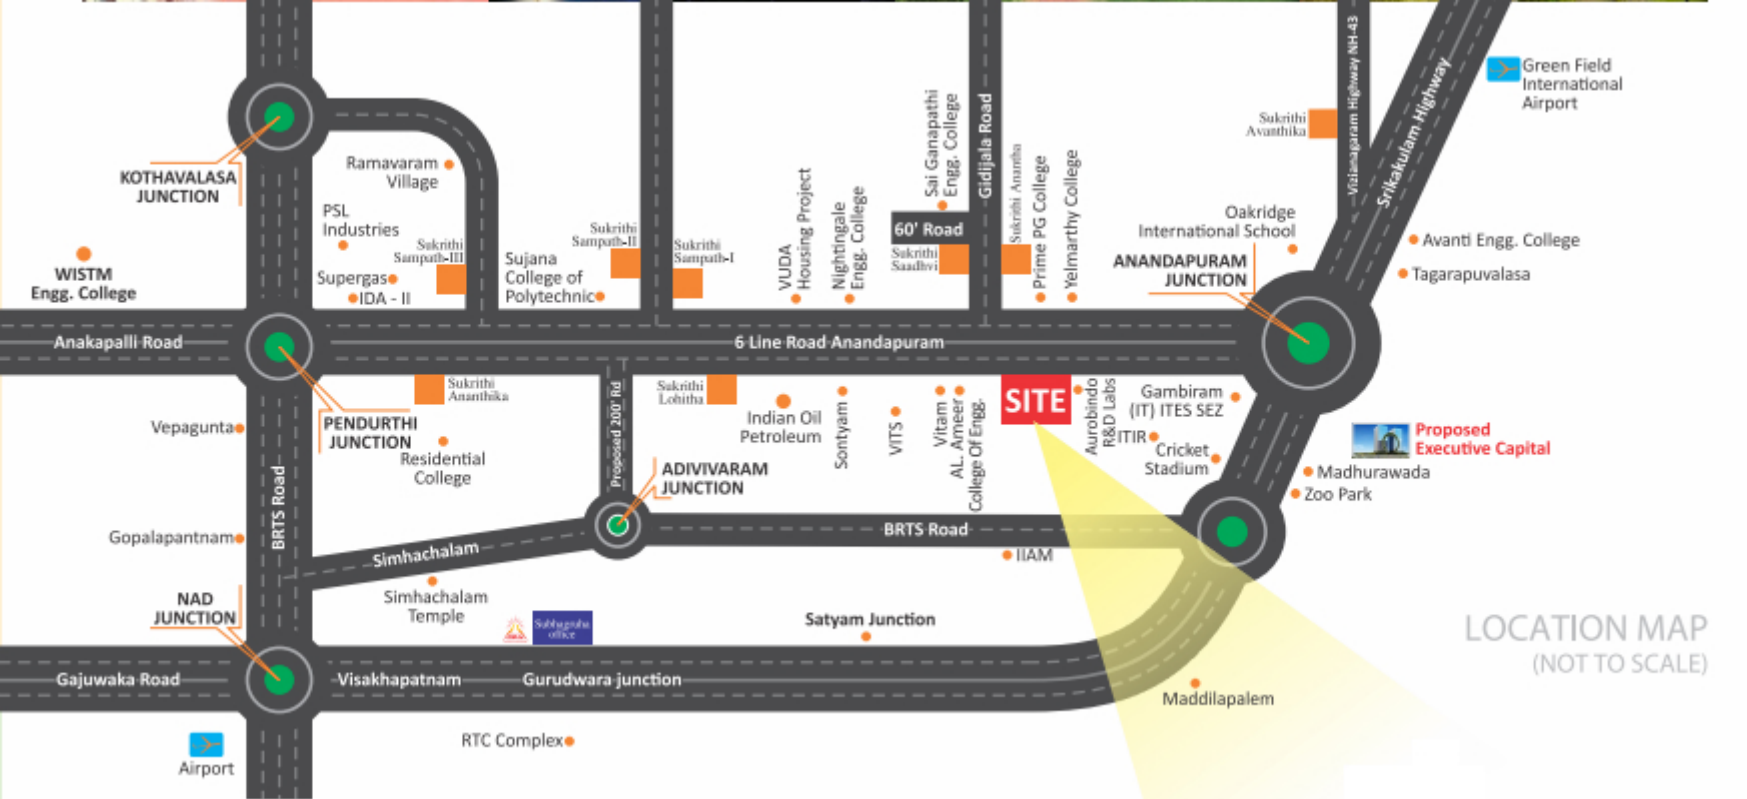 KOTHAVALASA
JUNCTION
WISTM
Engg. College
Anakapalli Road
Ramavaram
Village
PSL
Industries
Supergas
IDA - II
Sukrithi
Sampath-III
Sujana
College of
Polytechnic
Sukrithi
Sampath-II
Sukrithi
Sampath-I
VUDA
Housing Project
Nightingale
Engg. College
Sai Ganapathi
Engg. College
60' Road
Sukrithi
Saadhvi
Gidijala Road
Sukrithi Anantha
Prime PG College
Yelmarthy College
Sukrithi
Avanthika
Vizianagaram Highway NH-43
Srikakulam Highway
Green Field
International
Airport
Oakridge
International School
ANANDAPURAM
JUNCTION
Avanti Engg. College
Tagarapuvalasa
6 Line Road Anandapuram
Sukrithi
Ananthika
PENDURTHI
JUNCTION
Residential
College
Vepagunta
Gopalapantnam
BRTS Road
Proposed 200' Rd
Sukrithi
Lohitha
Indian Oil
Petroleum
ADIVIVARAM
JUNCTION
Sontyam
VITS
Vitam
AL. Ameer
College Of Engg.
SITE
Aurobindo
R&D Labs
Gambiram
(IT) ITES SEZ
ITIR
Cricket
Stadium
Proposed
Executive Capital
Madhurawada
Zoo Park
BRTS Road
IIAM
Simhachalam
Simhachalam
Temple
Subhagruha
office
Satyam Junction
NAD
JUNCTION
Gajuwaka Road
Visakhapatnam
Gurudwara junction
Maddilapalem
RTC Complex
Airport
LOCATION MAP
(NOT TO SCALE)